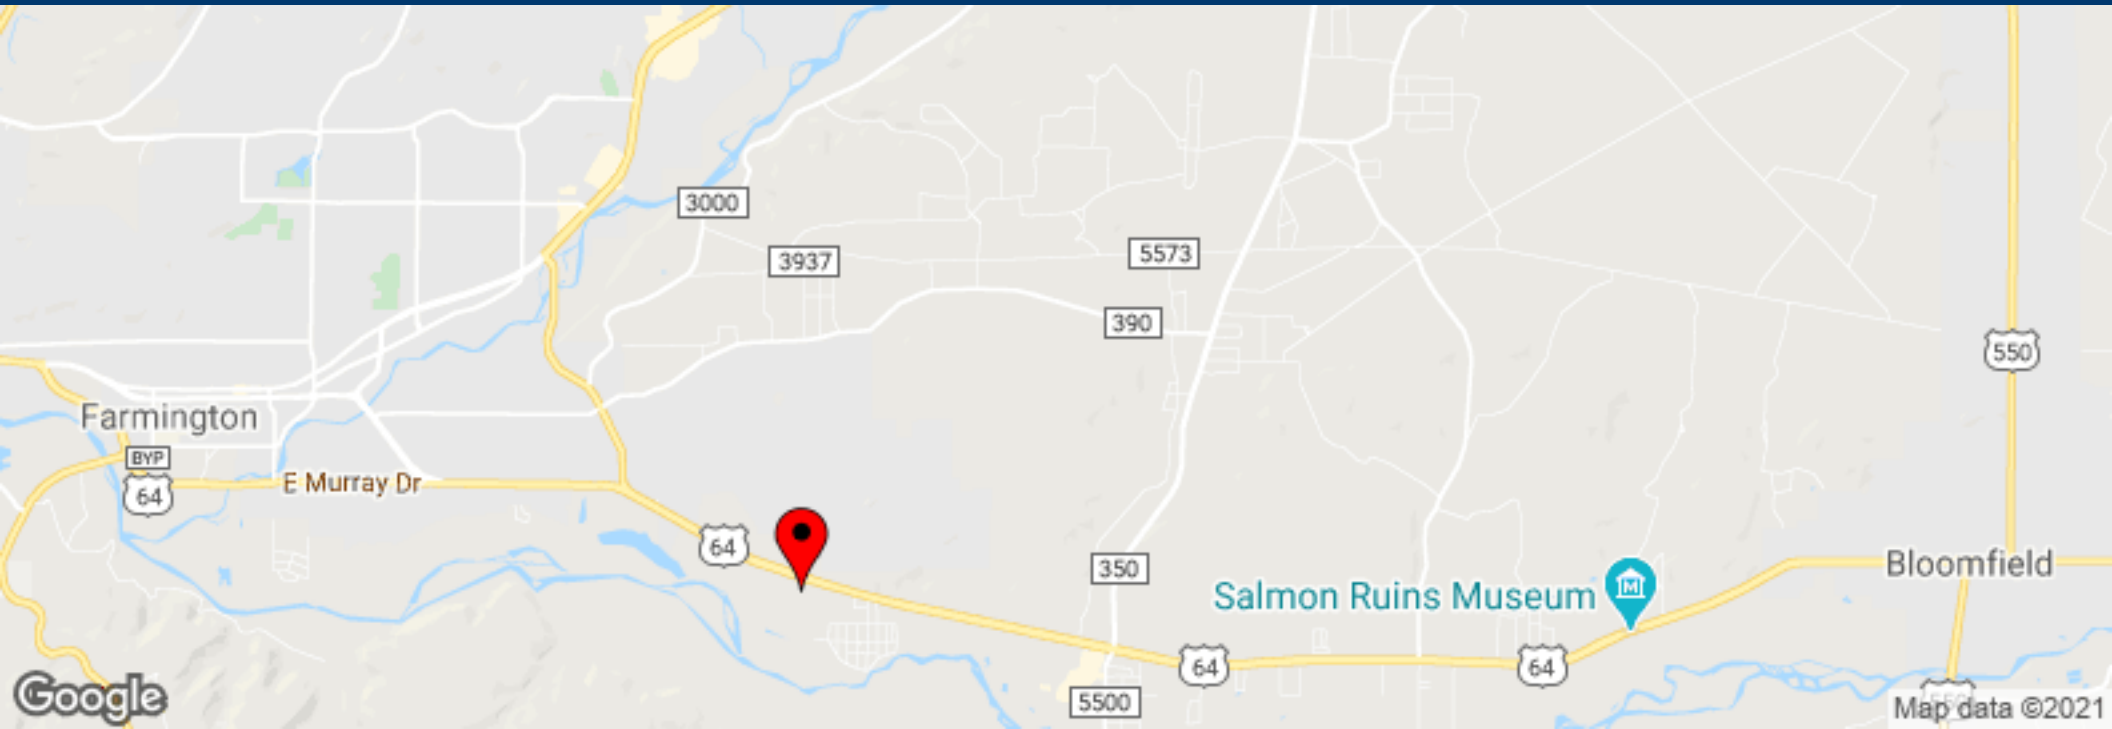 3000
3937
5573
390
550
Farmington
BYP
64
E Murray Dr
64
350
Bloomfield
Salmon Ruins Museum
M
64
64
5500
550
Google
Map data ©2021